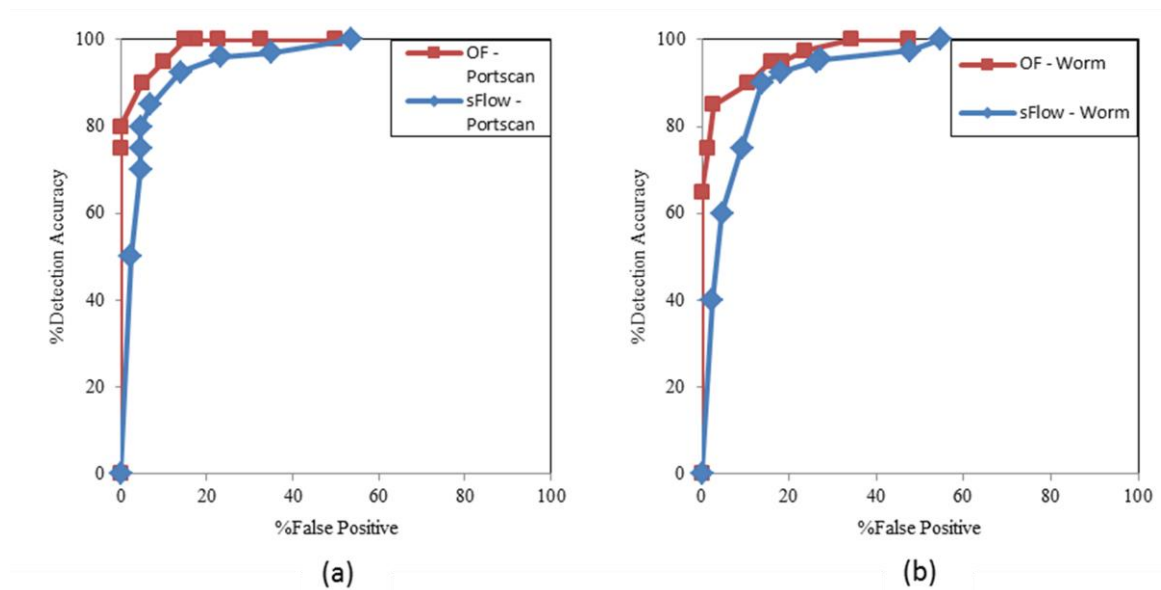 100
80
60
40
20
0
%Detection Accuracy
0 20 40 60 80 100
%False Positive
OF -
Portscan
sFlow -
Portscan
(a)
100
80
60
40
20
0
%Detection Accuracy
0 20 40 60 80 100
%False Positive
OF - Worm
sFlow - Worm
(b)